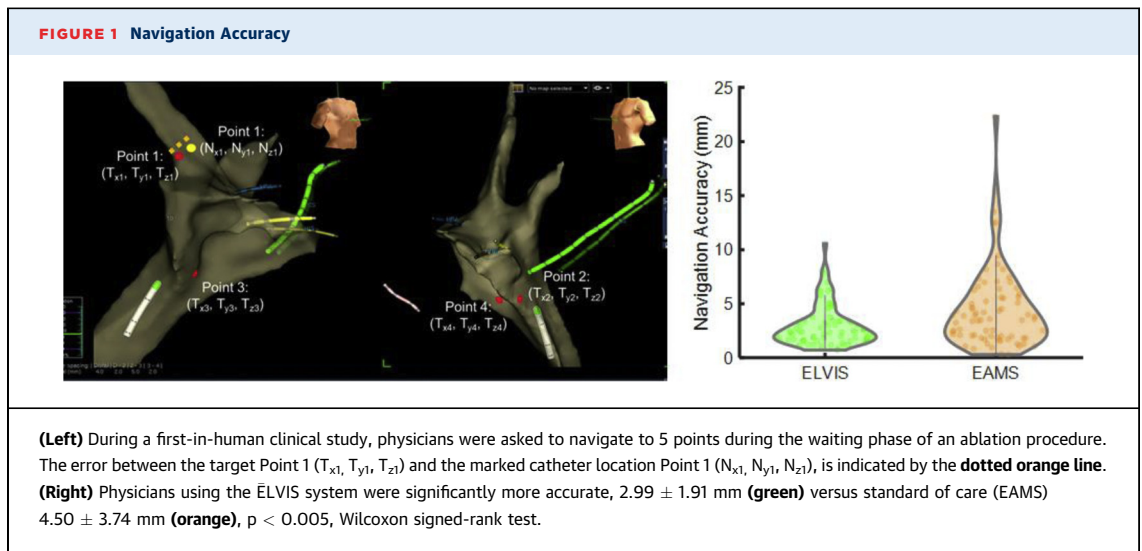 FIGURE 1 Navigation Accuracy
No map selected
Point 1:
(Nx1, Ny1, Nz1)
Point 1:
(Tx1, Ty1, Tz1)
Point 3:
(Tx3, Ty3, Tz3)
Point 2:
(Tx2, Ty2, Tz2)
Point 4:
(Tx4, Ty4, Tz4)
Navigation Accuracy (mm)
25
20
15
10
5
0
ELVIS
EAMS
(Left) During a first-in-human clinical study, physicians were asked to navigate to 5 points during the waiting phase of an ablation procedure.
The error between the target Point 1 (Tx1, Ty1, Tz1) and the marked catheter location Point 1 (Nx1, Ny1, Nz1), is indicated by the dotted orange line.
(Right) Physicians using the ĒLVIS system were significantly more accurate, 2.99 ± 1.91 mm (green) versus standard of care (EAMS)
4.50 ± 3.74 mm (orange), p < 0.005, Wilcoxon signed-rank test.